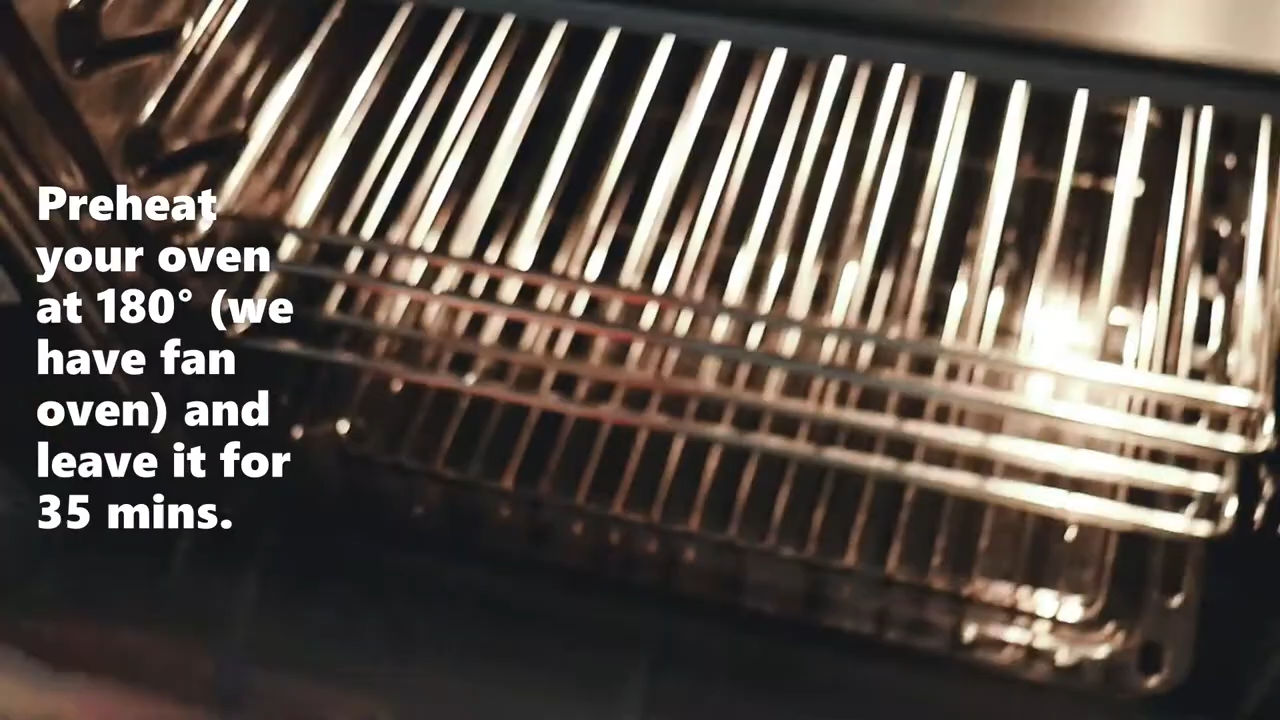 Preheat
your oven
at 180° (we
have fan
oven) and
leave it for
35 mins.